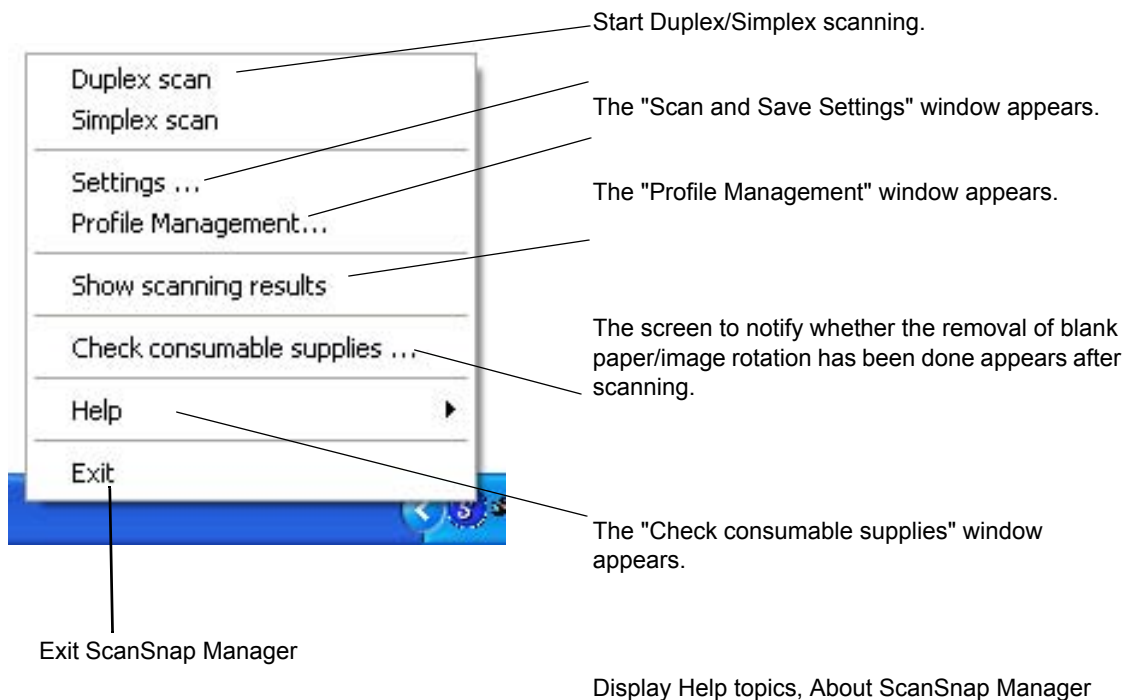 Start Duplex/Simplex scanning.
Duplex scan
Simplex scan
The "Scan and Save Settings" window appears.
Settings ...
Profile Management...
The "Profile Management" window appears.
Show scanning results
The screen to notify whether the removal of blank
paper/image rotation has been done appears after
scanning.
Check consumable supplies ...
Help
Exit
S
The "Check consumable supplies" window
appears.
Exit ScanSnap Manager
Display Help topics, About ScanSnap Manager